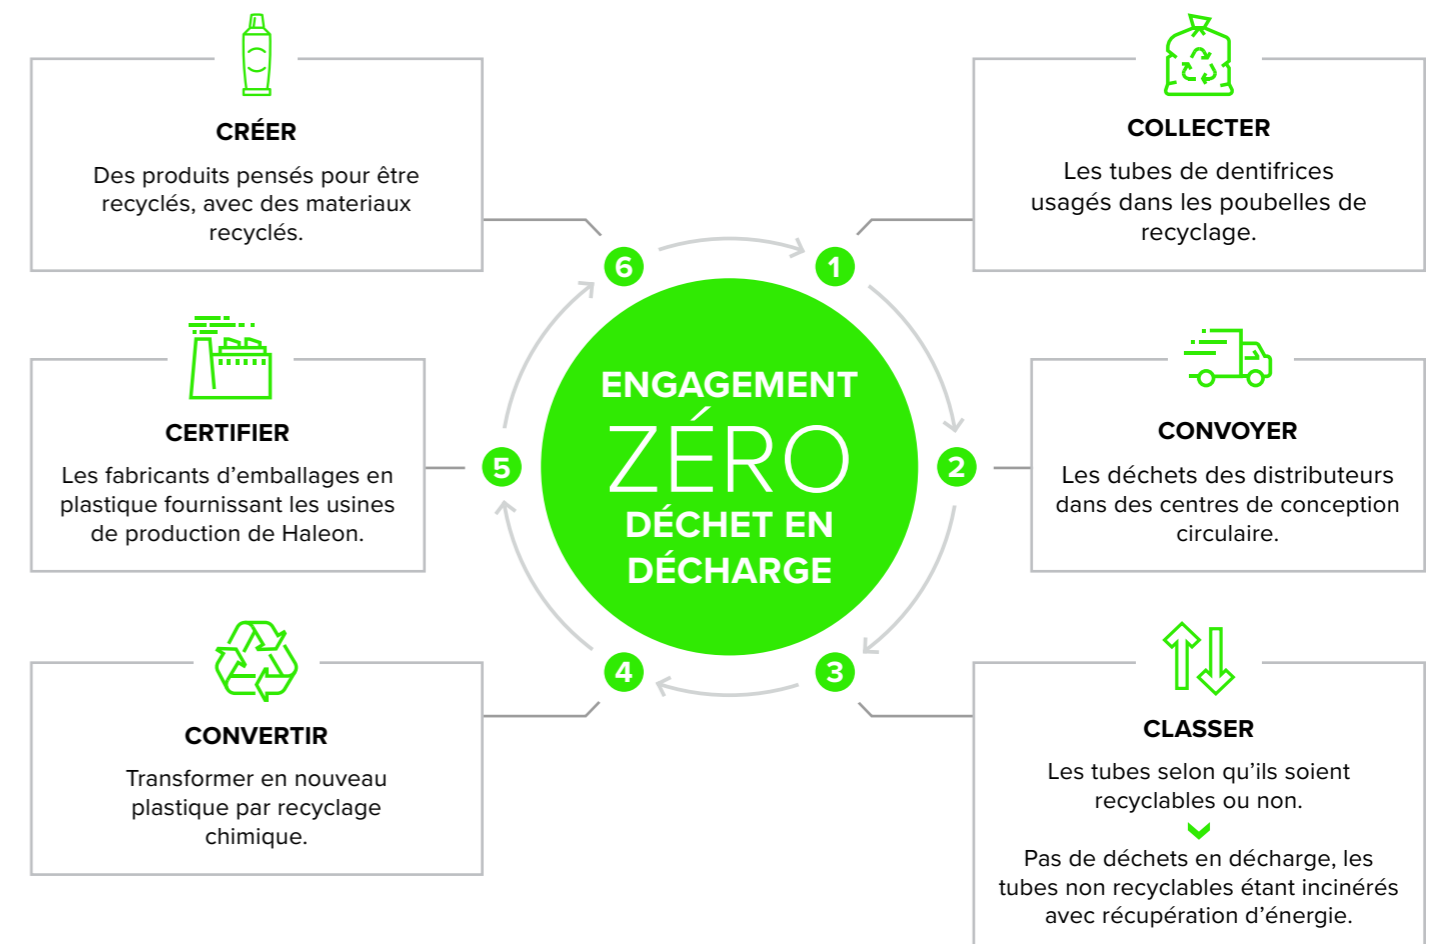 CRÉER
Des produits pensés pour être
recyclés, avec des materiaux
recyclés.
COLLECTER
Les tubes de dentifrices
usagés dans les poubelles de
recyclage.
6
1
CERTIFIER
Les fabricants d’emballages en
plastique fournissant les usines
de production de Haleon.
5
ENGAGEMENT
ZÉRO
DÉCHET EN
DÉCHARGE
2
CONVOYER
Les déchets des distributeurs
dans des centres de conception
circulaire.
4
3
CONVERTIR
Transformer en nouveau
plastique par recyclage
chimique.
CLASSER
Les tubes selon qu’ils soient
recyclables ou non.
Pas de déchets en décharge, les
tubes non recyclables étant incinérés
avec récupération d’énergie.